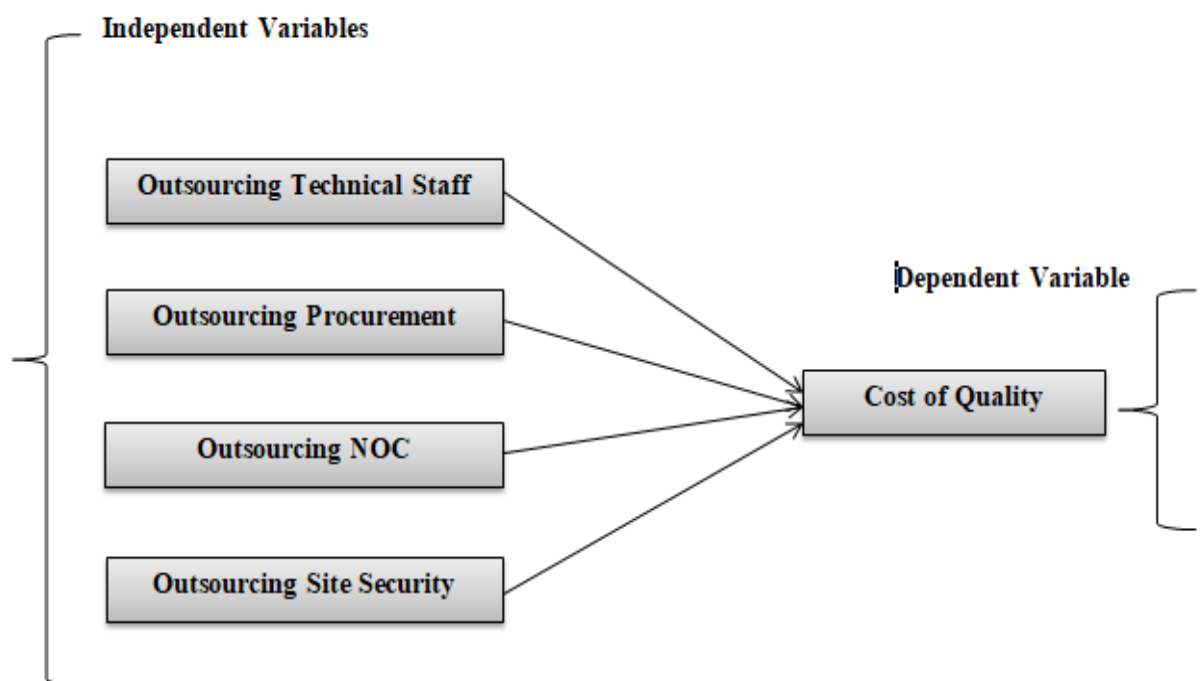 Independent Variables
Outsourcing Technical Staff
Outsourcing Procurement
Outsourcing NOC
Outsourcing Site Security
Dependent Variable
Cost of Quality